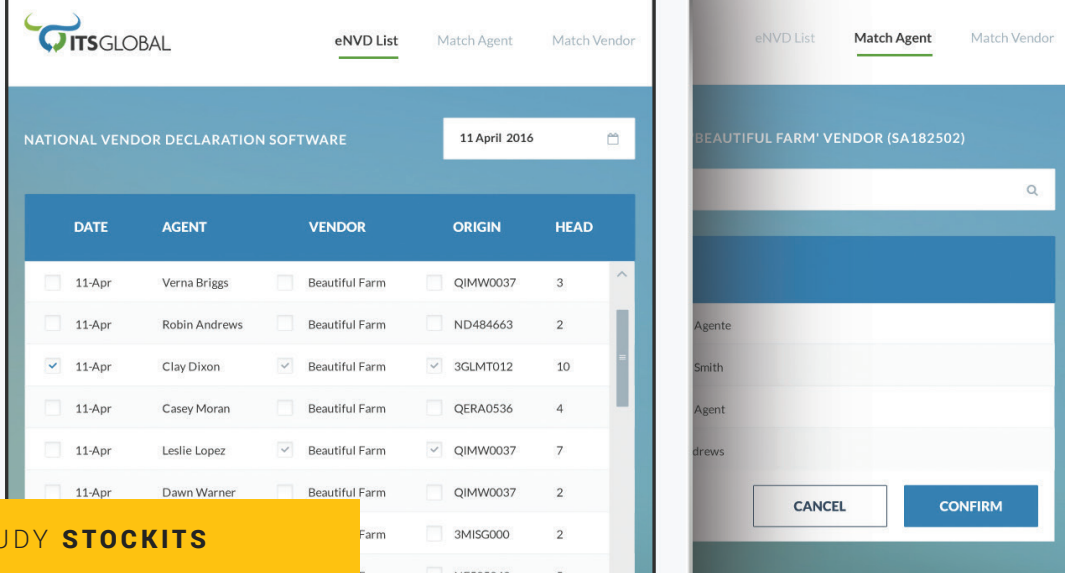 ITSGLOBAL eNVD List Match Agent Match Vendor
NATIONAL VENDOR DECLARATION SOFTWARE 11 April 2016
DATE AGENT VENDOR ORIGIN HEAD
11-Apr Verna Briggs Beautiful Farm QIMW0037 3
11-Apr Robin Andrews Beautiful Farm ND484663 2
11-Apr Clay Dixon Beautiful Farm 3GLMT012 10
11-Apr Casey Moran Beautiful Farm QERA0536 4
11-Apr Leslie Lopez Beautiful Farm QIMW0037 7
11-Apr Dawn Warner Beautiful Farm QIMW0037 2
Farm 3MISG000 2
UDY STOCKITS
eNVD List Match Agent Match Vendor
'BEAUTIFUL FARM' VENDOR (SA182502)
Agente
Smith
Agent
drews
CANCEL CONFIRM